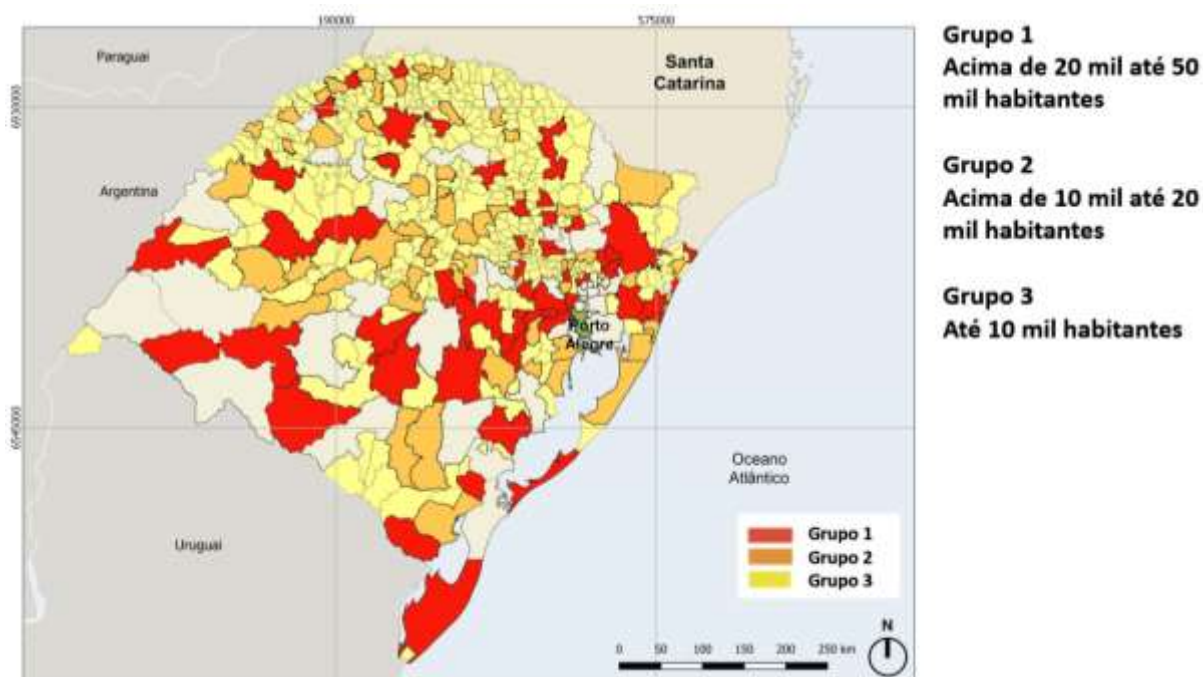 190000
575000
Paraguai
Santa
Catarina
6930000
Argentina
Porto
Alegre
6545000
Oceano
Atlântico
Uruguai
Grupo 1
Grupo 2
Grupo 3
N
0 50 100 150 200 250 km
Grupo 1
Acima de 20 mil até 50
mil habitantes
Grupo 2
Acima de 10 mil até 20
mil habitantes
Grupo 3
Até 10 mil habitantes